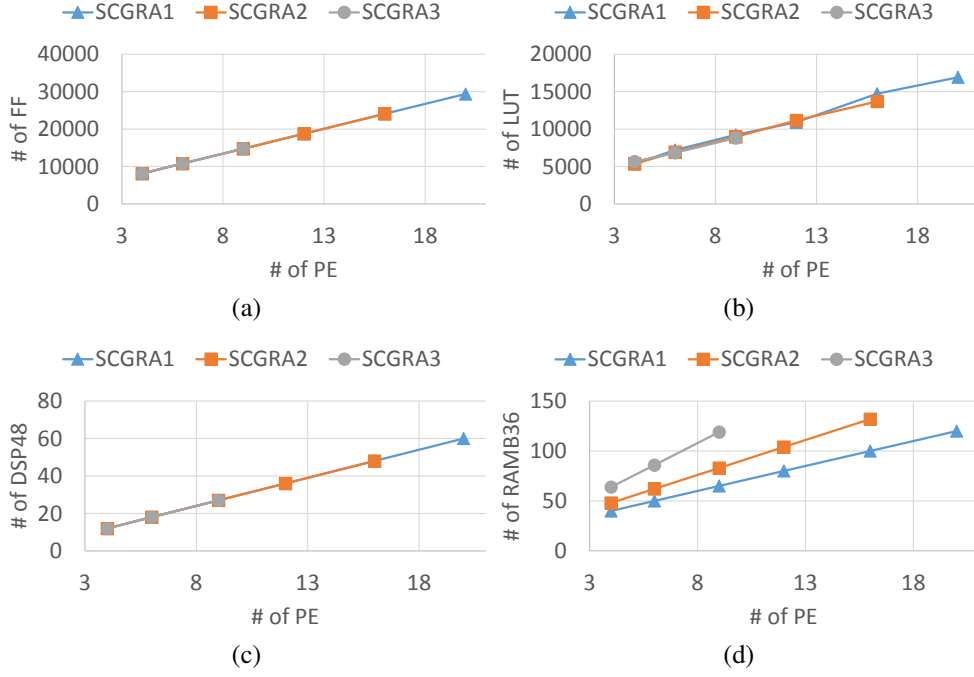 SCGRA1 SCGRA2 SCGRA3
40000
30000
20000
10000
0
# of FF
3 8 13 18
# of PE
(a)
SCGRA1 SCGRA2 SCGRA3
20000
15000
10000
5000
0
# of LUT
3 8 13 18
# of PE
(b)
SCGRA1 SCGRA2 SCGRA3
80
60
40
20
0
# of DSP48
3 8 13 18
# of PE
(c)
SCGRA1 SCGRA2 SCGRA3
150
100
50
0
# of RAMB36
3 8 13 18
# of PE
(d)